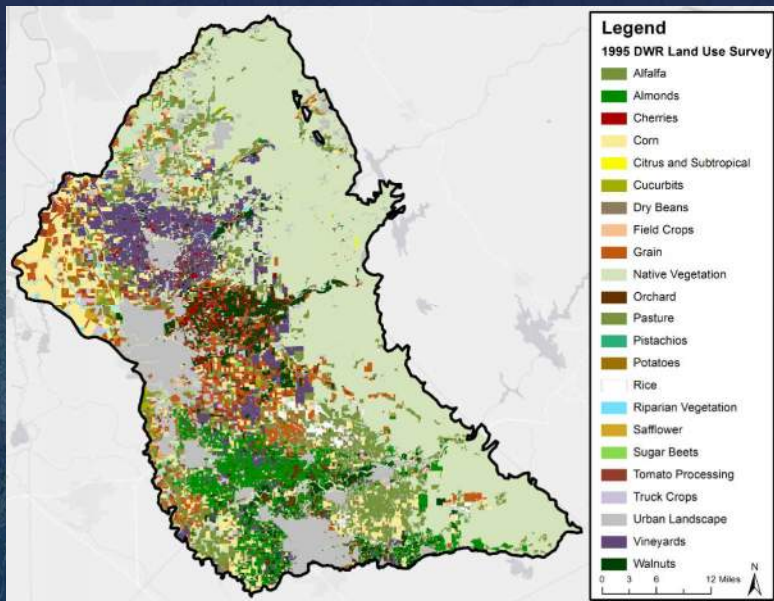 Legend
1995 DWR Land Use Survey
Alfalfa
Almonds
Cherries
Corn
Citrus and Subtropical
Cucurbits
Dry Beans
Field Crops
Grain
Native Vegetation
Orchard
Pasture
Pistachios
Potatoes
Rice
Riparian Vegetation
Safflower
Sugar Beets
Tomato Processing
Truck Crops
Urban Landscape
Vineyards
Walnuts
N
0 3 6 12 Miles